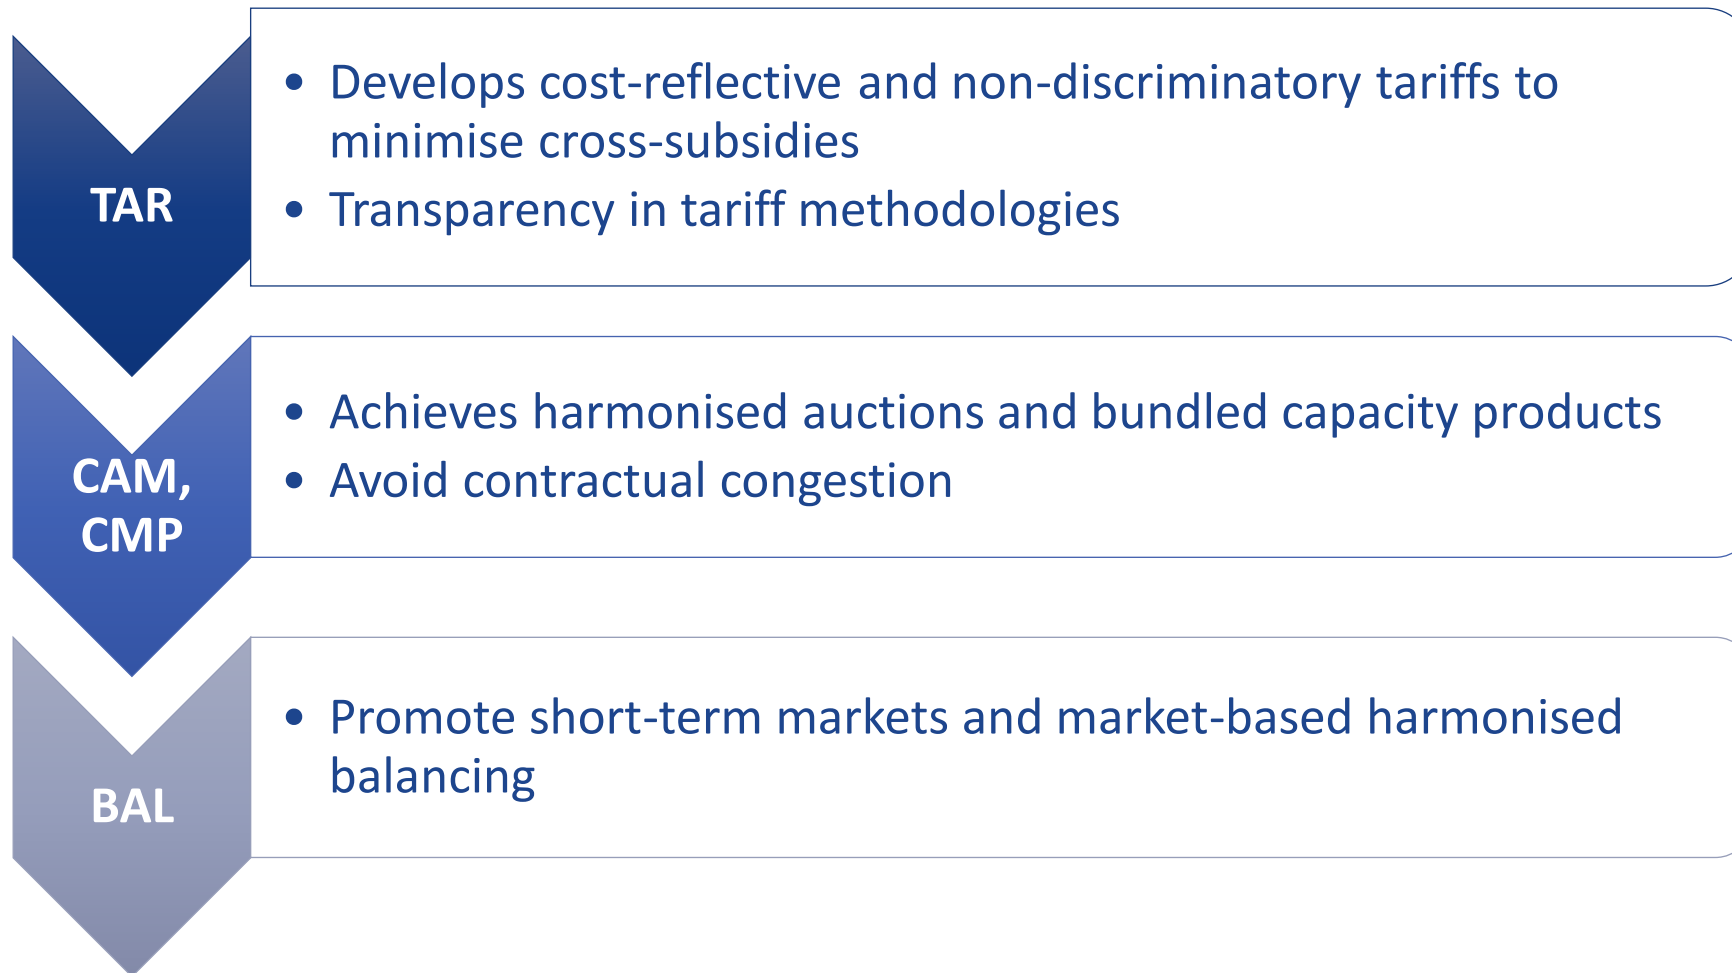 TAR
• Develops cost-reflective and non-discriminatory tariffs to
minimise cross-subsidies
• Transparency in tariff methodologies
CAM,
CMP
• Achieves harmonised auctions and bundled capacity products
• Avoid contractual congestion
BAL
• Promote short-term markets and market-based harmonised
balancing